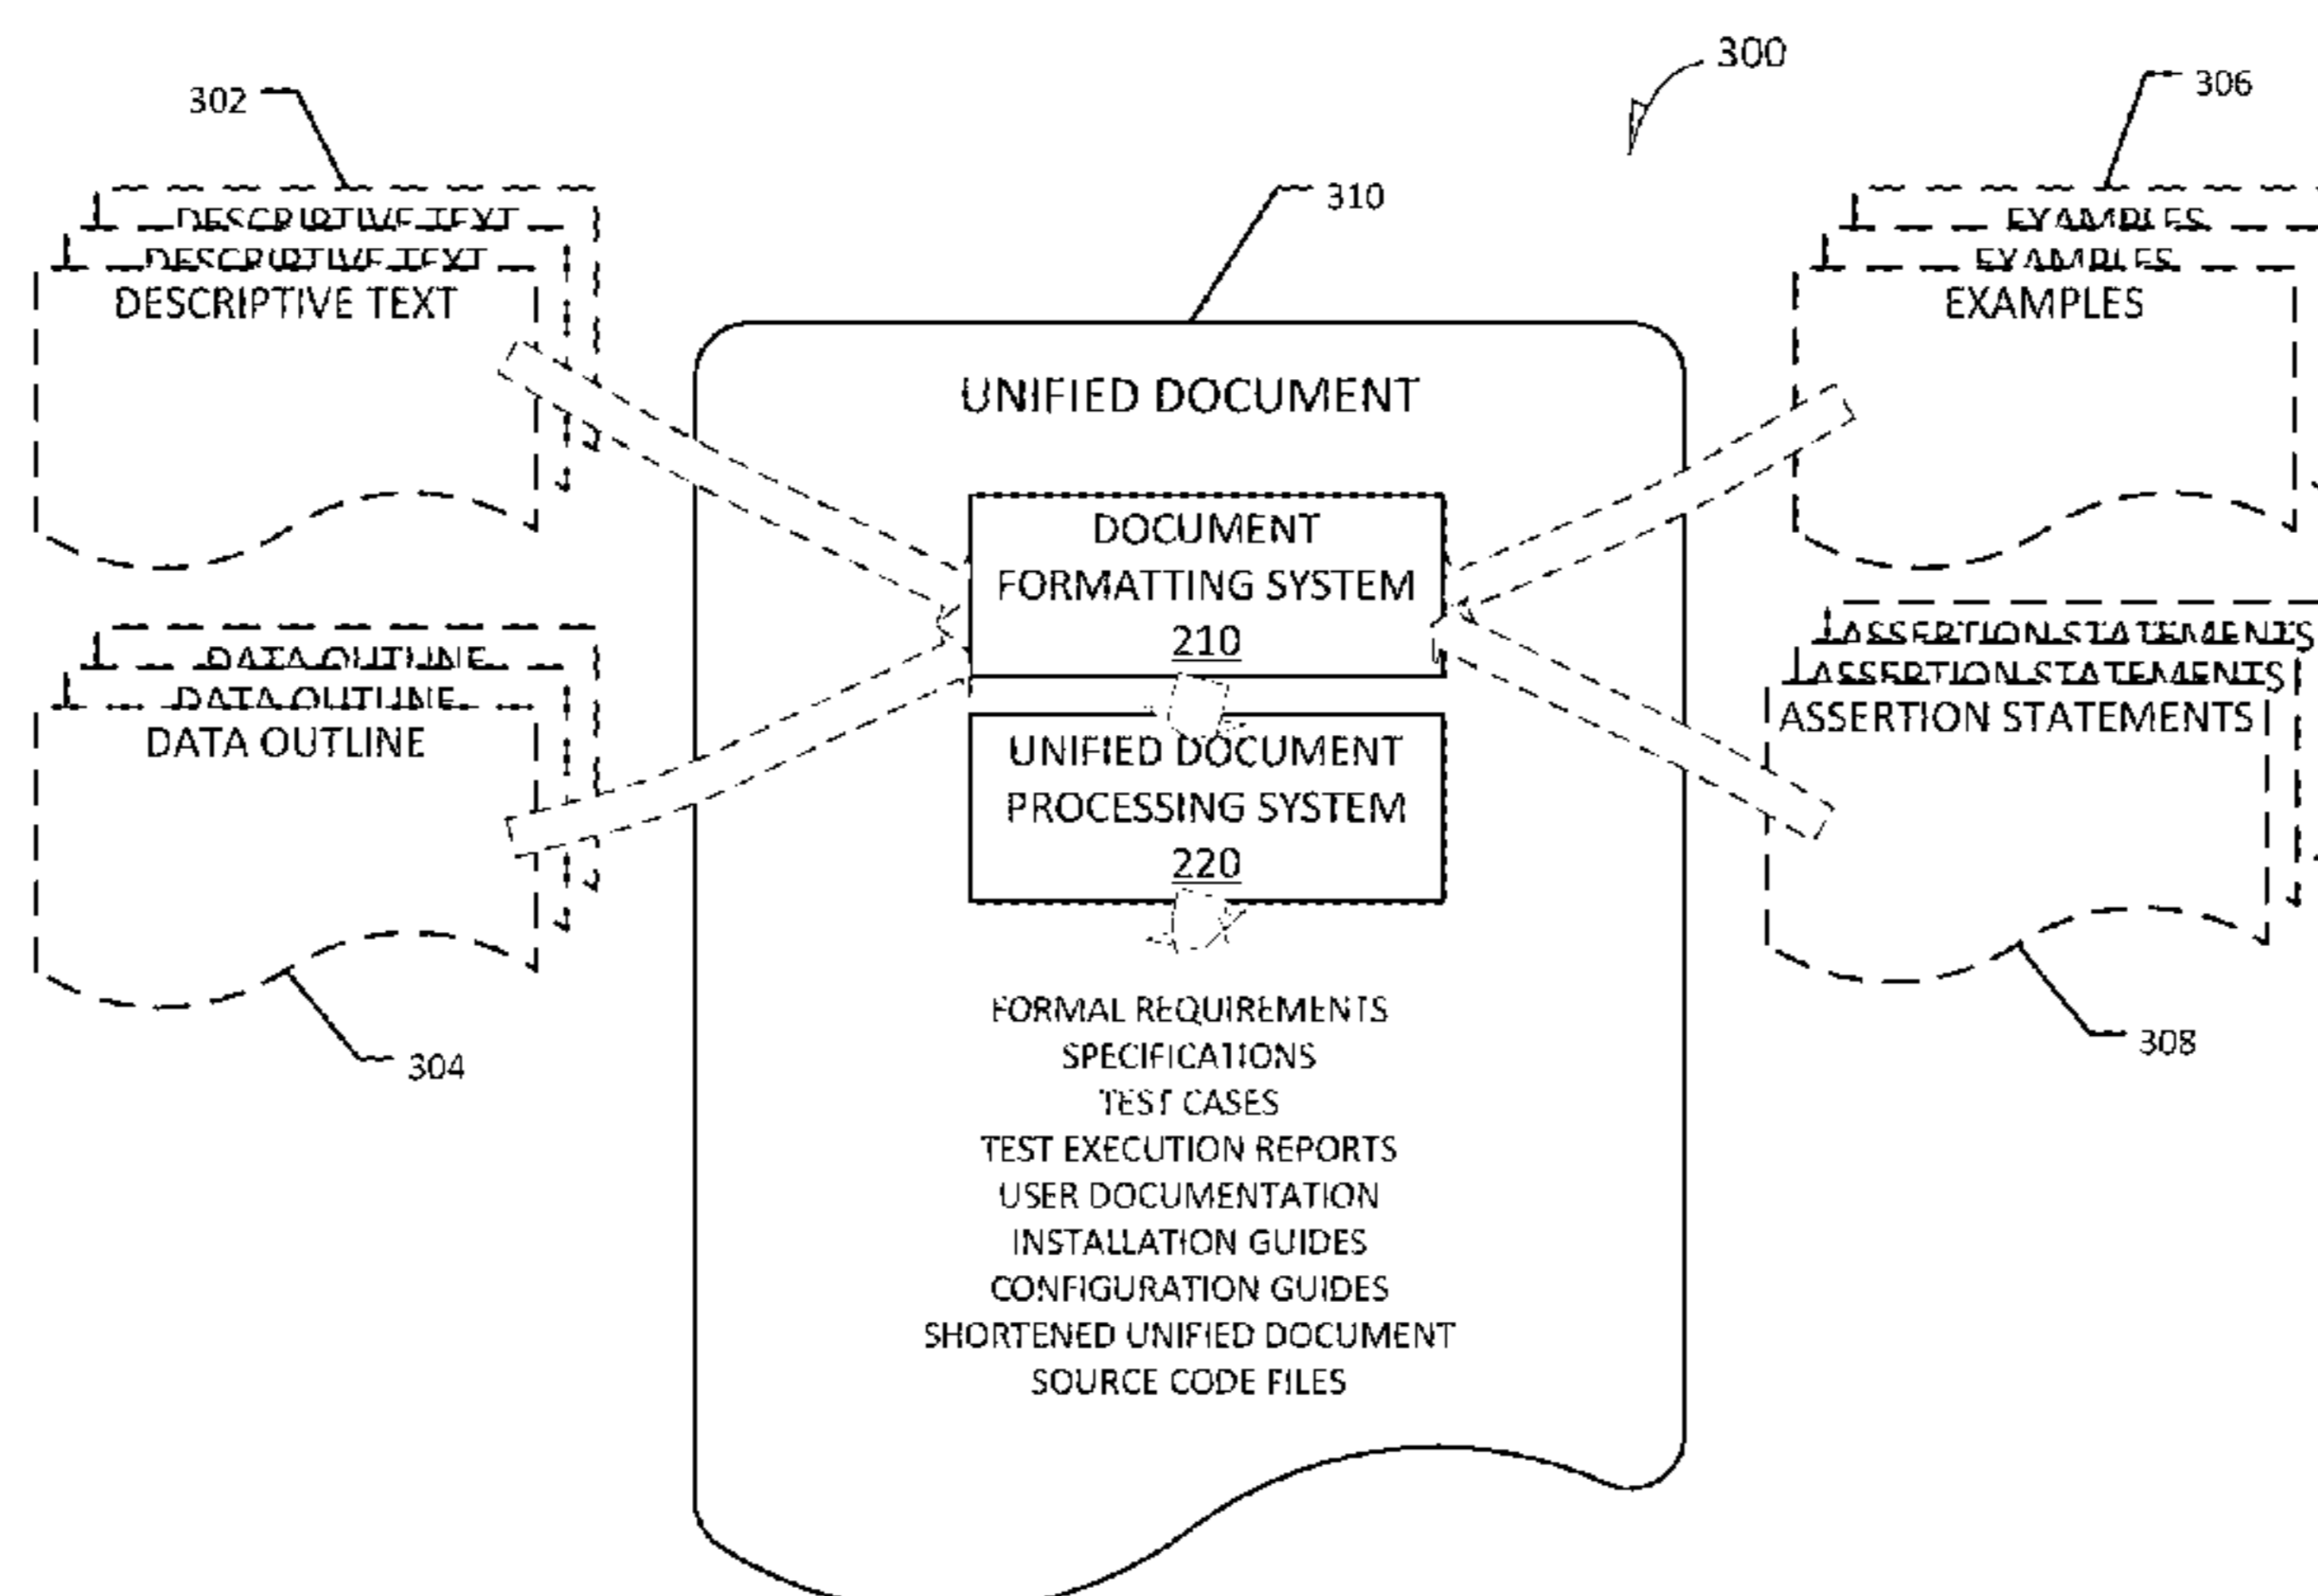 300
302
306
310
DESCRIPTIVE TEXT
DESCRIPTIVE TEXT
DESCRIPTIVE TEXT
EXAMPLES
EXAMPLES
EXAMPLES
UNIFIED DOCUMENT
DOCUMENT
FORMATTING SYSTEM
210
DATA OUTLINE
DATA OUTLINE
DATA OUTLINE
ASSERTION STATEMENTS
ASSERTION STATEMENTS
ASSERTION STATEMENTS
UNIFIED DOCUMENT
PROCESSING SYSTEM
220
FORMAL REQUIREMENTS
SPECIFICATIONS
TEST CASES
TEST EXECUTION REPORTS
USER DOCUMENTATION
INSTALLATION GUIDES
CONFIGURATION GUIDES
SHORTENED UNIFIED DOCUMENT
SOURCE CODE FILES
304
308